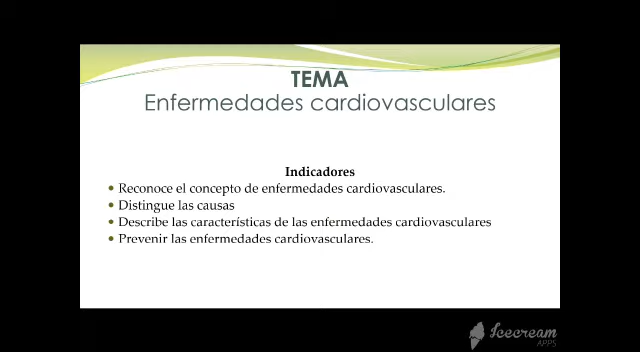 TEMA
Enfermedades cardiovasculares
Indicadores
• Reconoce el concepto de enfermedades cardiovasculares.
• Distingue las causas
• Describe las características de las enfermedades cardiovasculares
• Prevenir las enfermedades cardiovasculares.
Icecream
APPS